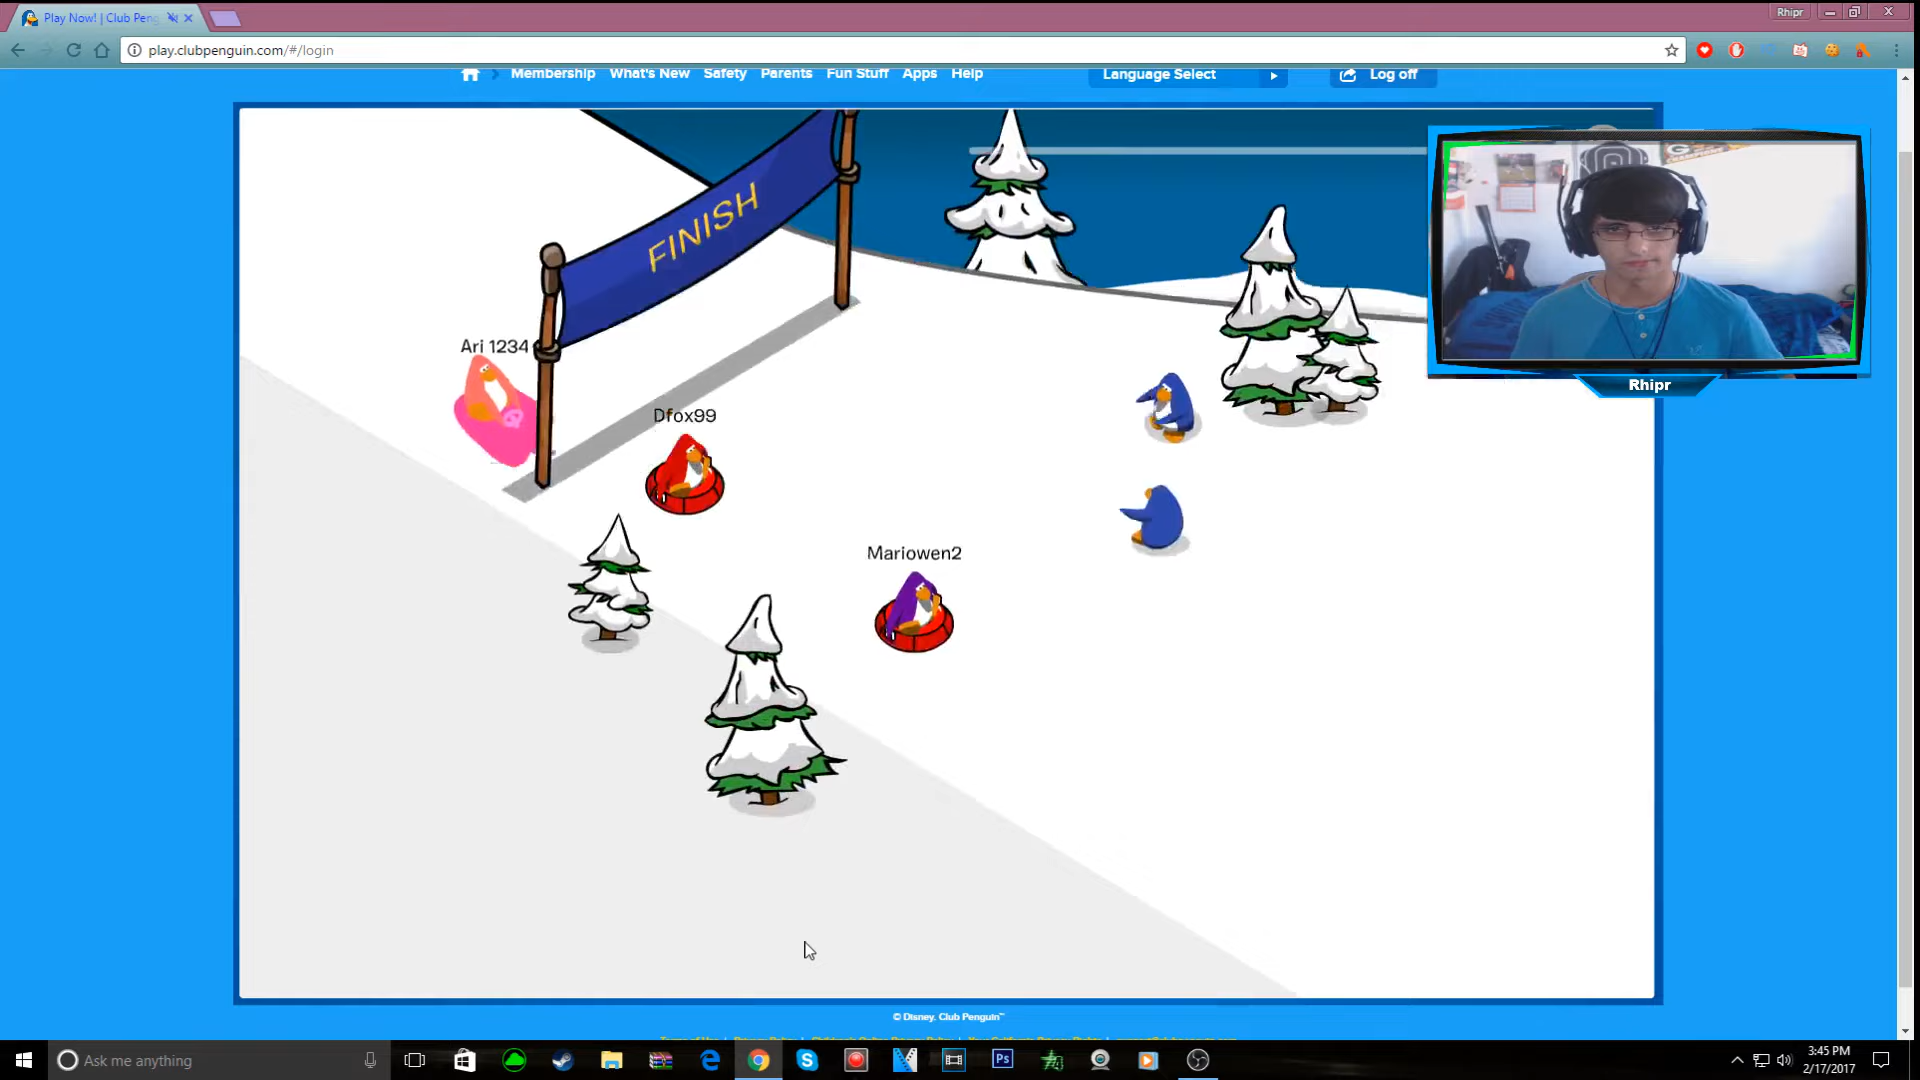 Play Now! | Club Peng
Rhipr
play.clubpenguin.com/#/login
Membership What's New Safety Parents Fun Stuff Apps Help
Language Select
Log off
FINISH
Ari 1234
Dfox99
Mariowen2
Rhipr
© Disney. Club Penguin™
Ask me anything
Ps
3:45 PM
2/17/2017